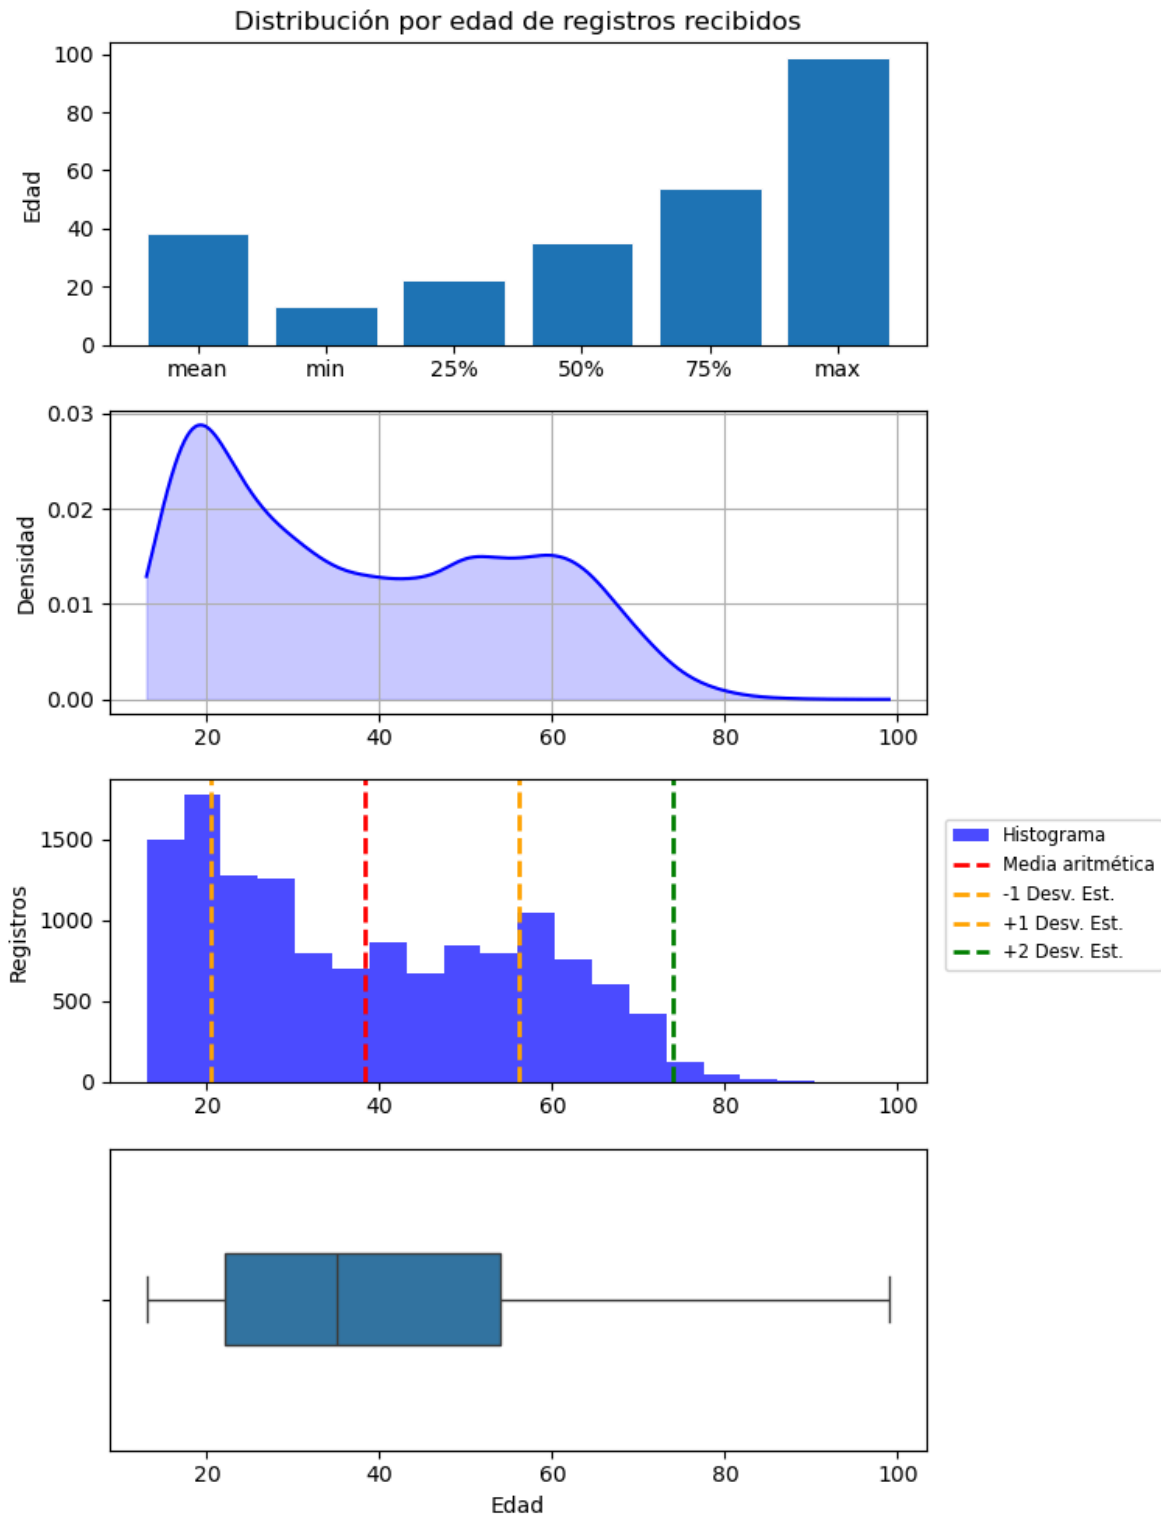 Distribución por edad de registros recibidos
100
80
60
40
20
0
Edad
mean min 25% 50% 75% max
0.03
0.02
0.01
0.00
Densidad
20 40 60 80 100
1500
1000
500
0
Registros
20 40 60 80 100
Histograma
Media aritmética
-1 Desv. Est.
+1 Desv. Est.
+2 Desv. Est.
20 40 60 80 100
Edad